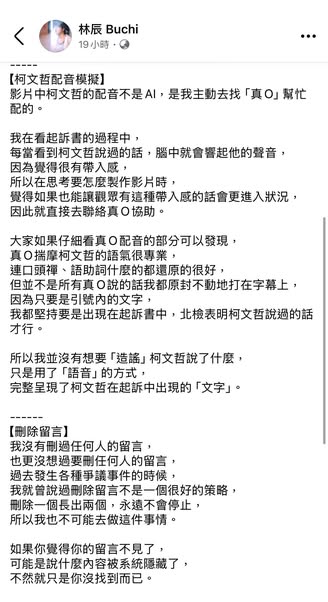 林辰 Buchi
19小時 ·
-----
【柯文哲配音模擬】
影片中柯文哲的配音不是AI，是我主動去找「真O」幫忙
配的。
我在看起訴書的過程中，
每當看到柯文哲說過的話，腦中就會響起他的聲音，
因為覺得很有帶入感，
所以在思考要怎麼製作影片時，
覺得如果也能讓觀眾有這種帶入感的話會更進入狀況，
因此就直接去聯絡真O協助。
大家如果仔細看真O配音的部分可以發現，
真O揣摩柯文哲的語氣很專業，
連口頭禪、語助詞什麼的都還原的很好，
但並不是所有真O說的話我都原封不動地打在字幕上，
因為只要是引號內的文字，
我都堅持要是出現在起訴書中，北檢表明柯文哲說過的話
才行。
所以我並沒有想要「造謠」柯文哲說了什麼，
只是用了「語音」的方式，
完整呈現了柯文哲在起訴中出現的「文字」。
------
【刪除留言】
我沒有刪過任何人的留言，
也更沒想過要刪任何人的留言，
過去發生各種爭議事件的時候，
我就曾說過刪除留言不是一個很好的策略，
刪除一個長出兩個，永遠不會停止，
所以我也不可能去做這件事情。
如果你覺得你的留言不見了，
可能是說什麼內容被系統隱藏了，
不然就只是你沒找到而已。